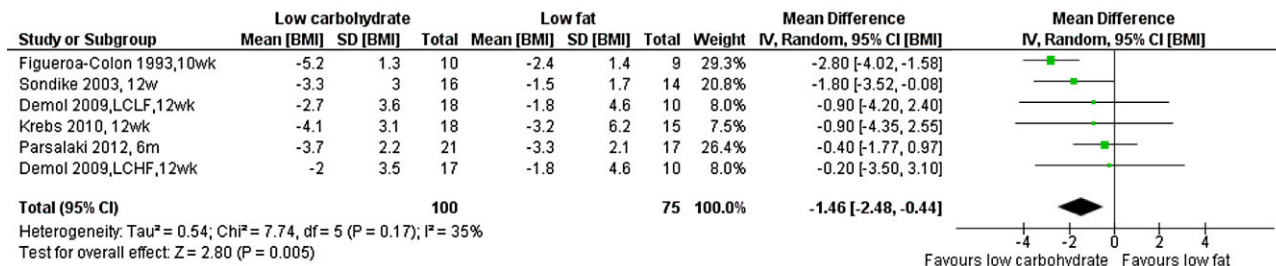 Low carbohydrate Low fat Mean Difference Mean Difference
Study or Subgroup Mean [BMI] SD [BMI] Total Mean [BMI] SD [BMI] Total Weight IV, Random, 95% CI [BMI] IV, Random, 95% CI [BMI]
Figueroa-Colon 1993,10wk -5.2 1.3 10 -2.4 1.4 9 29.3% -2.80 [-4.02, -1.58]
Sondike 2003, 12w -3.3 3 16 -1.5 1.7 14 20.8% -1.80 [-3.52, -0.08]
Demol 2009,LCLF,12wk -2.7 3.6 18 -1.8 4.6 10 8.0% -0.90 [-4.20, 2.40]
Krebs 2010, 12wk -4.1 3.1 18 -3.2 6.2 15 7.5% -0.90 [-4.35, 2.55]
Parsalaki 2012, 6m -3.7 2.2 21 -3.3 2.1 17 26.4% -0.40 [-1.77, 0.97]
Demol 2009,LCHF,12wk -2 3.5 17 -1.8 4.6 10 8.0% -0.20 [-3.50, 3.10]
Total (95% CI) 100 75 100.0% -1.46 [-2.48, -0.44]
Heterogeneity: Tau² = 0.54; Chi² = 7.74, df = 5 (P = 0.17); I² = 35%
Test for overall effect: Z = 2.80 (P = 0.005)
-4 -2 0 2 4
Favours low carbohydrate Favours low fat